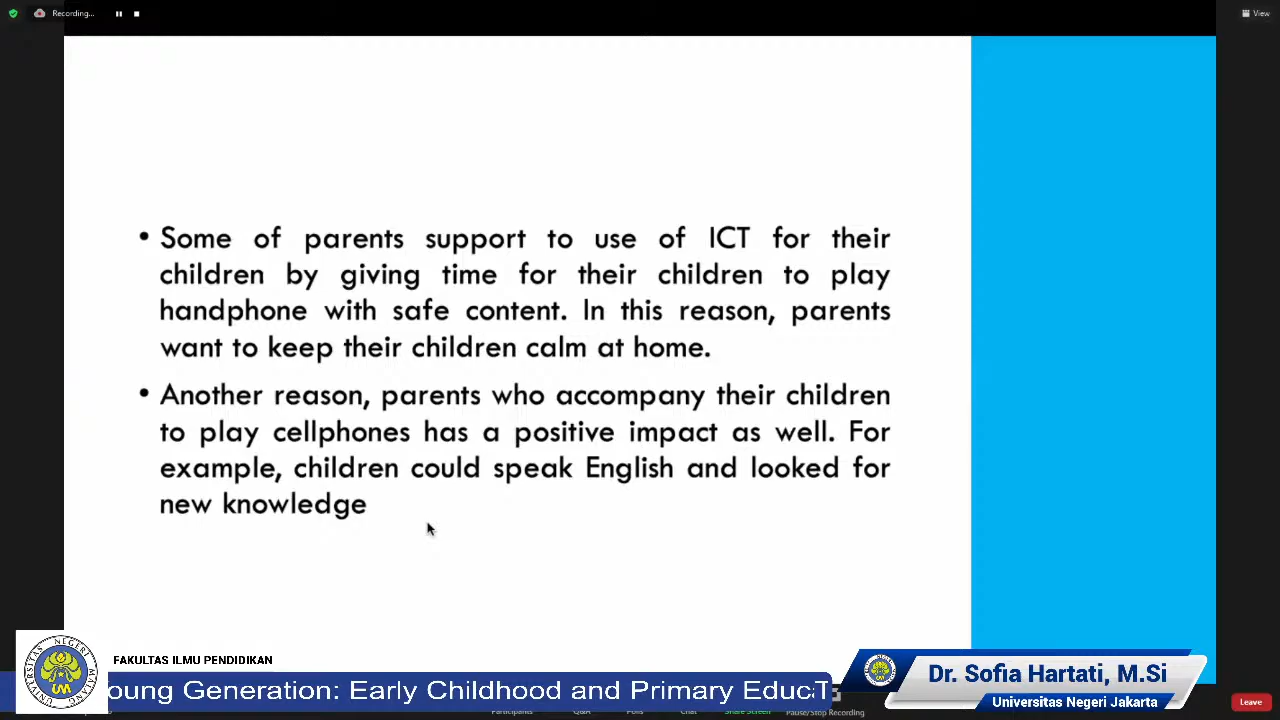 Recording...
View
• Some of parents support to use of ICT for their
children by giving time for their children to play
handphone with safe content. In this reason, parents
want to keep their children calm at home.
• Another reason, parents who accompany their children
to play cellphones has a positive impact as well. For
example, children could speak English and looked for
new knowledge
FAKULTAS ILMU PENDIDIKAN
oung Generation: Early Childhood and Primary Educ
Dr. Sofia Hartati, M.Si
Universitas Negeri Jakarta
Participants Q&A Polls Chat Share Screen Pause/Stop Recording
Leave